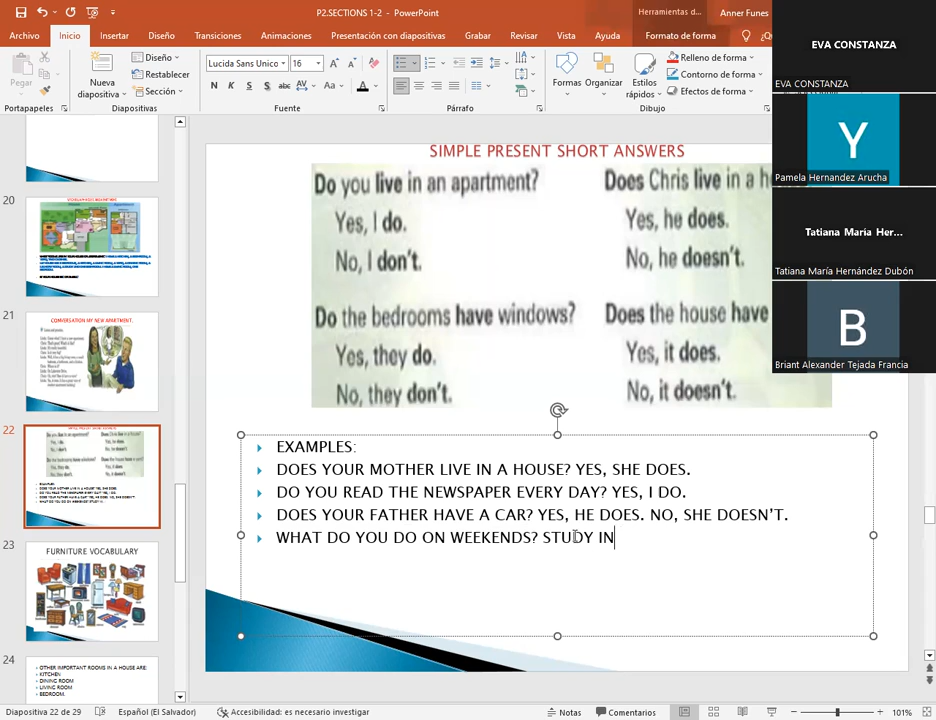 P2.SECTIONS 1-2 - PowerPoint
Herramientas d...
Anner Funes
Archivo Inicio Insertar Diseño Transiciones Animaciones Presentación con diapositivas Grabar Revisar Vista Ayuda Formato de forma
Pegar
Nueva diapositiva
Diseño
Restablecer
Sección
Lucida Sans Unico 16
N K S S abc AV Aa A
Formas Organizar Estilos rápidos
Relleno de forma
Contorno de forma
Efectos de forma
Portapapeles Diapositivas Fuente Párrafo Dibujo
EVA CONSTANZA
EVA CONSTANZA
Y
Pamela Hernandez Arucha
Tatiana María Her...
Tatiana María Hernández Dubón
B
Briant Alexander Tejada Francia
20
21
CONVERSATION: MY NEW APARTMENT.
22
23
FURNITURE VOCABULARY
24
OTHER IMPORTANT ROOMS IN A HOUSE ARE:
KITCHEN
DINING ROOM
LIVING ROOM
BEDROOM.
SIMPLE PRESENT SHORT ANSWERS
Do you live in an apartment?
Yes, I do.
No, I don't.
Do the bedrooms have windows?
Yes, they do.
No, they don't.
Does Chris live in a h
Yes, he does.
No, he doesn't.
Does the house have
Yes, it does.
No, it doesn't.
EXAMPLES:
DOES YOUR MOTHER LIVE IN A HOUSE? YES, SHE DOES.
DO YOU READ THE NEWSPAPER EVERY DAY? YES, I DO.
DOES YOUR FATHER HAVE A CAR? YES, HE DOES. NO, SHE DOESN'T.
WHAT DO YOU DO ON WEEKENDS? STUDY IN
Diapositiva 22 de 29 Español (El Salvador) Accesibilidad: es necesario investigar Notas Comentarios 101%